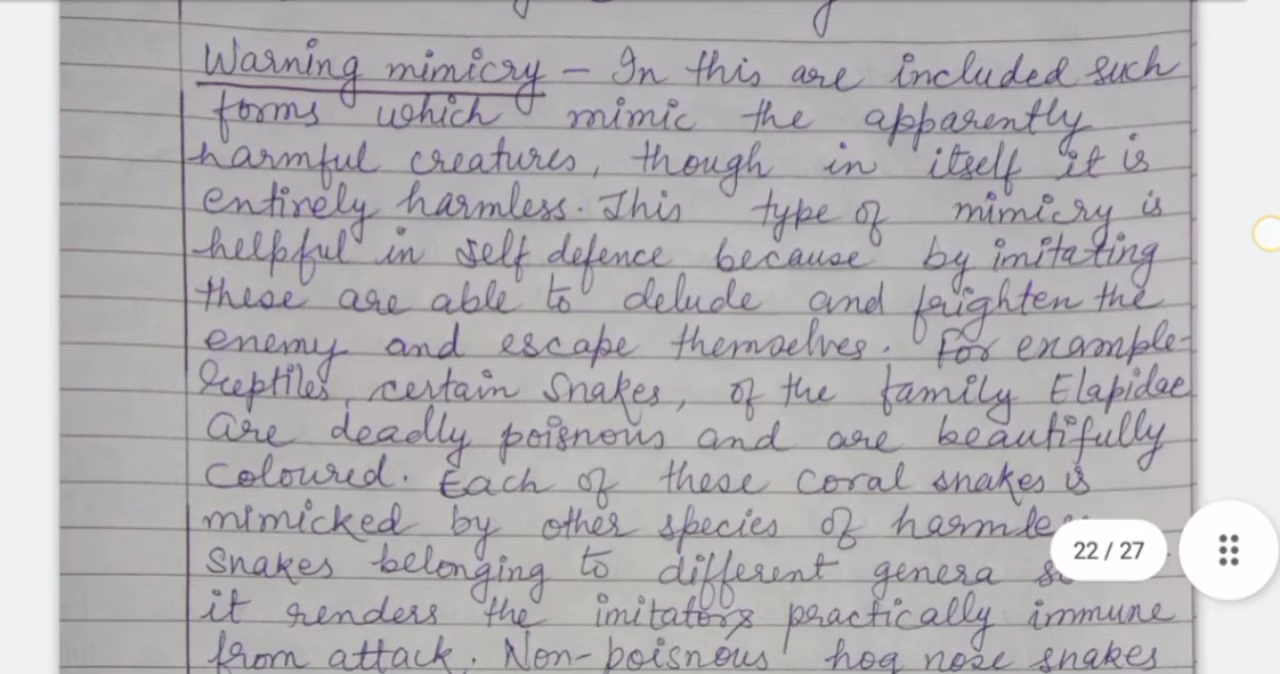 Warning mimicry – In this are included such
forms which mimic the apparently
harmful creatures, though in itself it is
entirely harmless. This type of mimicry is
helpful in self defence because by imitating
these are able to delude and frighten the
enemy and escape themselves. For example-
Reptiles, certain snakes, of the family Elapidae
are deadly poisnous and are beautifully
coloured. Each of these coral snakes is
mimicked by other species of
snakes belonging to different genera
it renders the imitators practically immune
from attack. Non-poisnous hog nose snakes
22 / 27